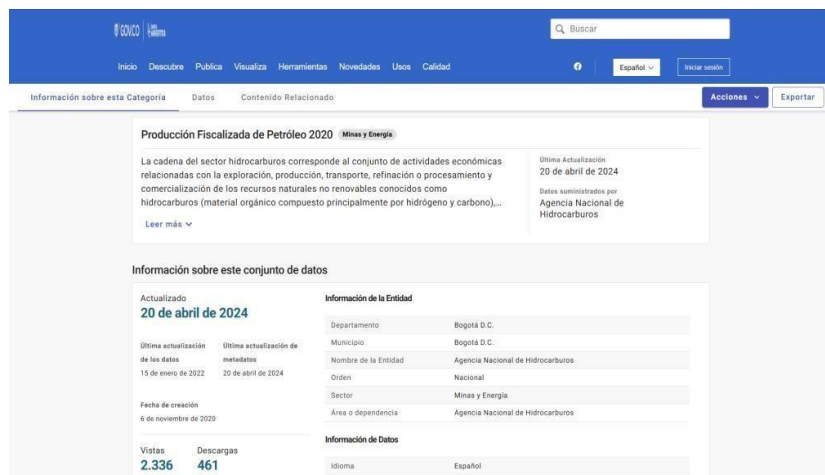 GOV.CO
Buscar
Inicio Descubre Publica Visualiza Herramientas Novedades Usos Calidad
Español
Iniciar sesión
Información sobre esta Categoría Datos Contenido Relacionado
Acciones
Exportar
Producción Fiscalizada de Petróleo 2020 Minas y Energía
La cadena del sector hidrocarburos corresponde al conjunto de actividades económicas
relacionadas con la exploración, producción, transporte, refinación o procesamiento y
comercialización de los recursos naturales no renovables conocidos como
hidrocarburos (material orgánico compuesto principalmente por hidrógeno y carbono),...
Leer más
Última Actualización
20 de abril de 2024
Datos suministrados por
Agencia Nacional de
Hidrocarburos
Información sobre este conjunto de datos
Actualizado
20 de abril de 2024
Última actualización
de los datos
15 de enero de 2022
Última actualización de
metadatos
20 de abril de 2024
Fecha de creación
6 de noviembre de 2020
Vistas
2.336
Descargas
461
Información de la Entidad
Departamento Bogotá D.C.
Municipio Bogotá D.C.
Nombre de la Entidad Agencia Nacional de Hidrocarburos
Orden Nacional
Sector Minas y Energía
Área o dependencia Agencia Nacional de Hidrocarburos
Información de Datos
Idioma Español